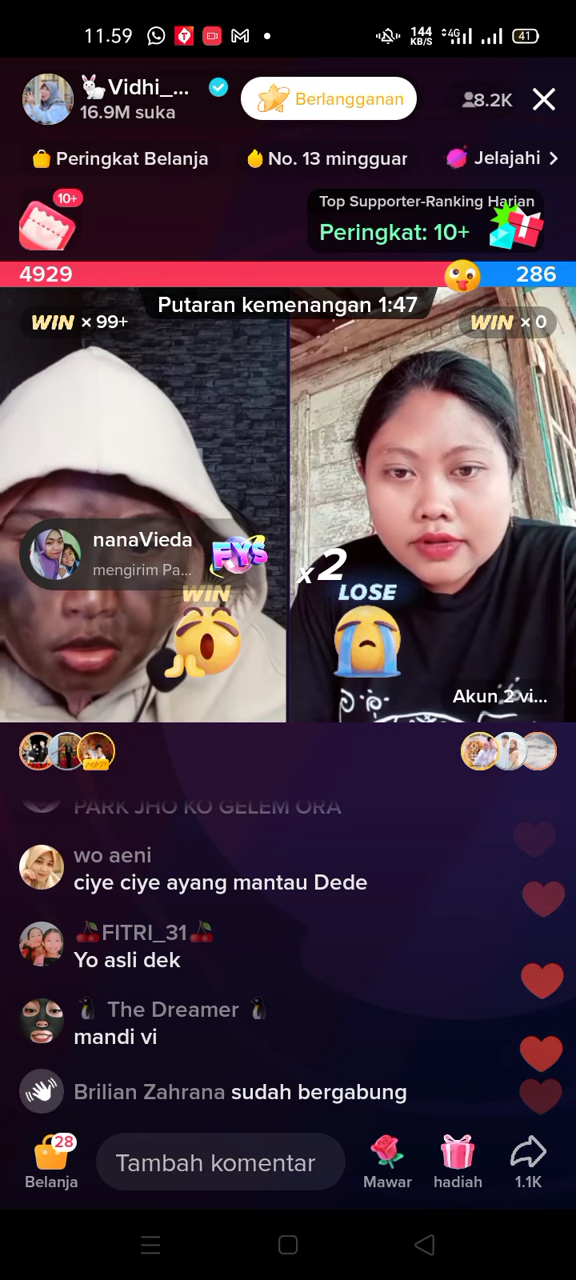 11.59
144
KB/S
4G
41
Vidhi_...
Berlangganan
16.9M suka
8.2K
Peringkat Belanja
No. 13 mingguar
Jelajahi
10+
Top Supporter-Ranking Harian
Peringkat: 10+
4929
286
Putaran kemenangan 1:47
WIN × 99+
WIN × 0
nanaVieda
mengirim Pa...
FYS
x2
WIN
LOSE
Akun 2 vi...
PARK JHO KO GELEM ORA
wo aeni
ciye ciye ayang mantau Dede
FITRI_31
Yo asli dek
The Dreamer
mandi vi
Brilian Zahrana sudah bergabung
28
Belanja
Tambah komentar
Mawar
hadiah
1.1K